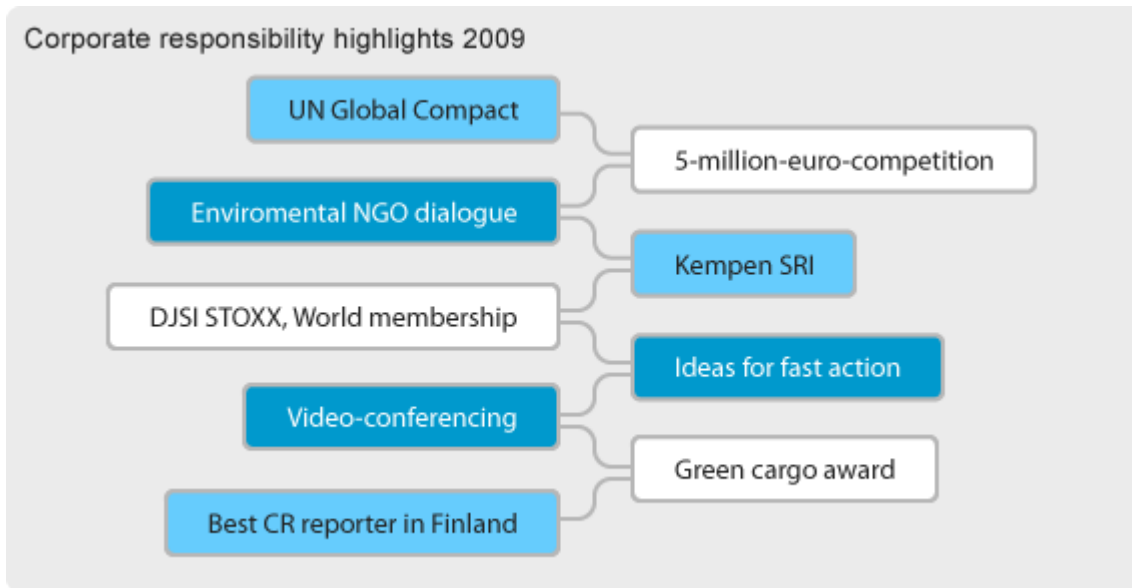 Corporate responsibility highlights 2009
UN Global Compact
5-million-euro-competition
Enviromental NGO dialogue
Kempen SRI
DJSI STOXX, World membership
Ideas for fast action
Video-conferencing
Green cargo award
Best CR reporter in Finland